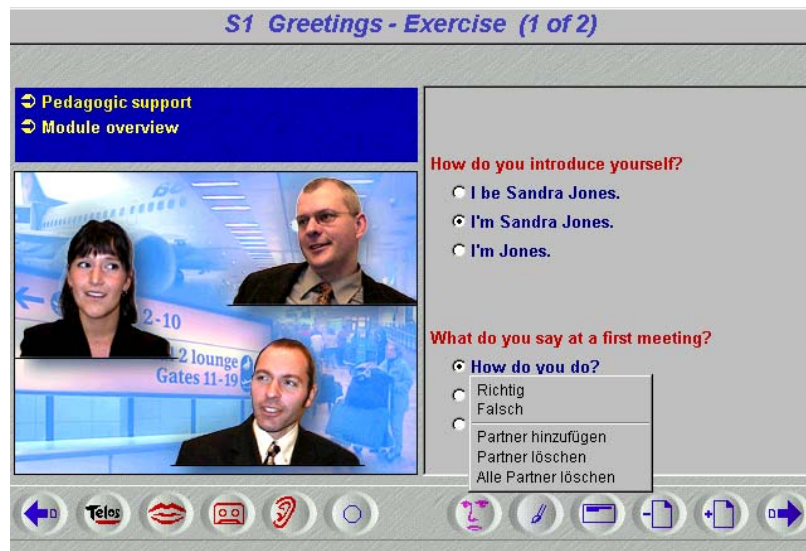 S1 Greetings - Exercise (1 of 2)
Pedagogic support
Module overview
2-10
2 lounge
Gates 11-19
How do you introduce yourself?
I be Sandra Jones.
I'm Sandra Jones.
I'm Jones.
What do you say at a first meeting?
How do you do?
Richtig
Falsch
Partner hinzufügen
Partner löschen
Alle Partner löschen
D
Telos
D